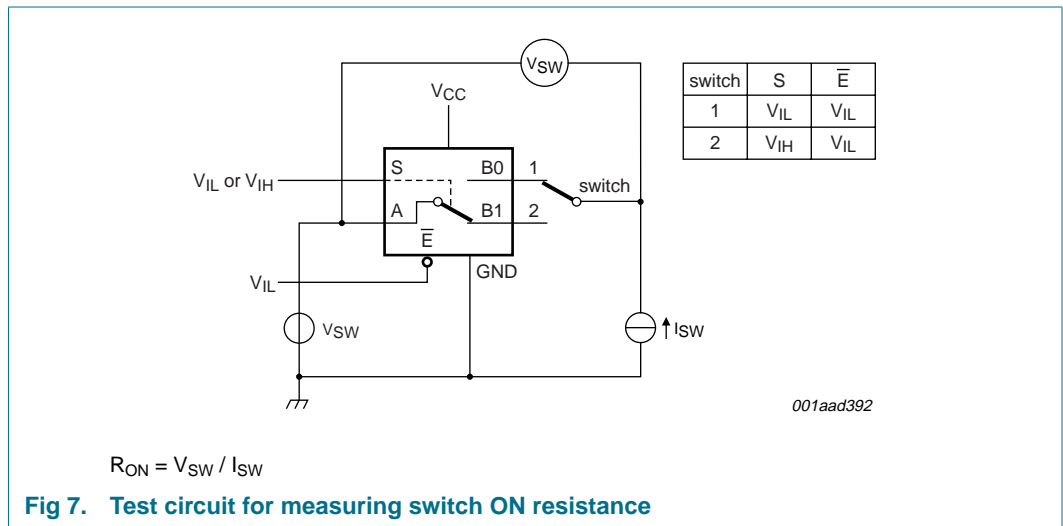 VSW
VCC
switch S E
1 VIL VIL
2 VIH VIL
VIL or VIH
S B0 1
switch
A B1 2
E
GND
VIL
VSW
ISW
001aad392
RON = VSW / ISW
Fig 7. Test circuit for measuring switch ON resistance